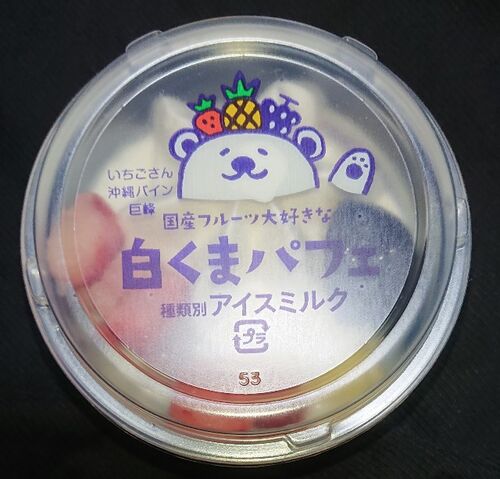 いちごさん
沖縄パイン
巨峰
国産フルーツ大好きな
白くまパフェ
種類別 アイスミルク
プラ
53